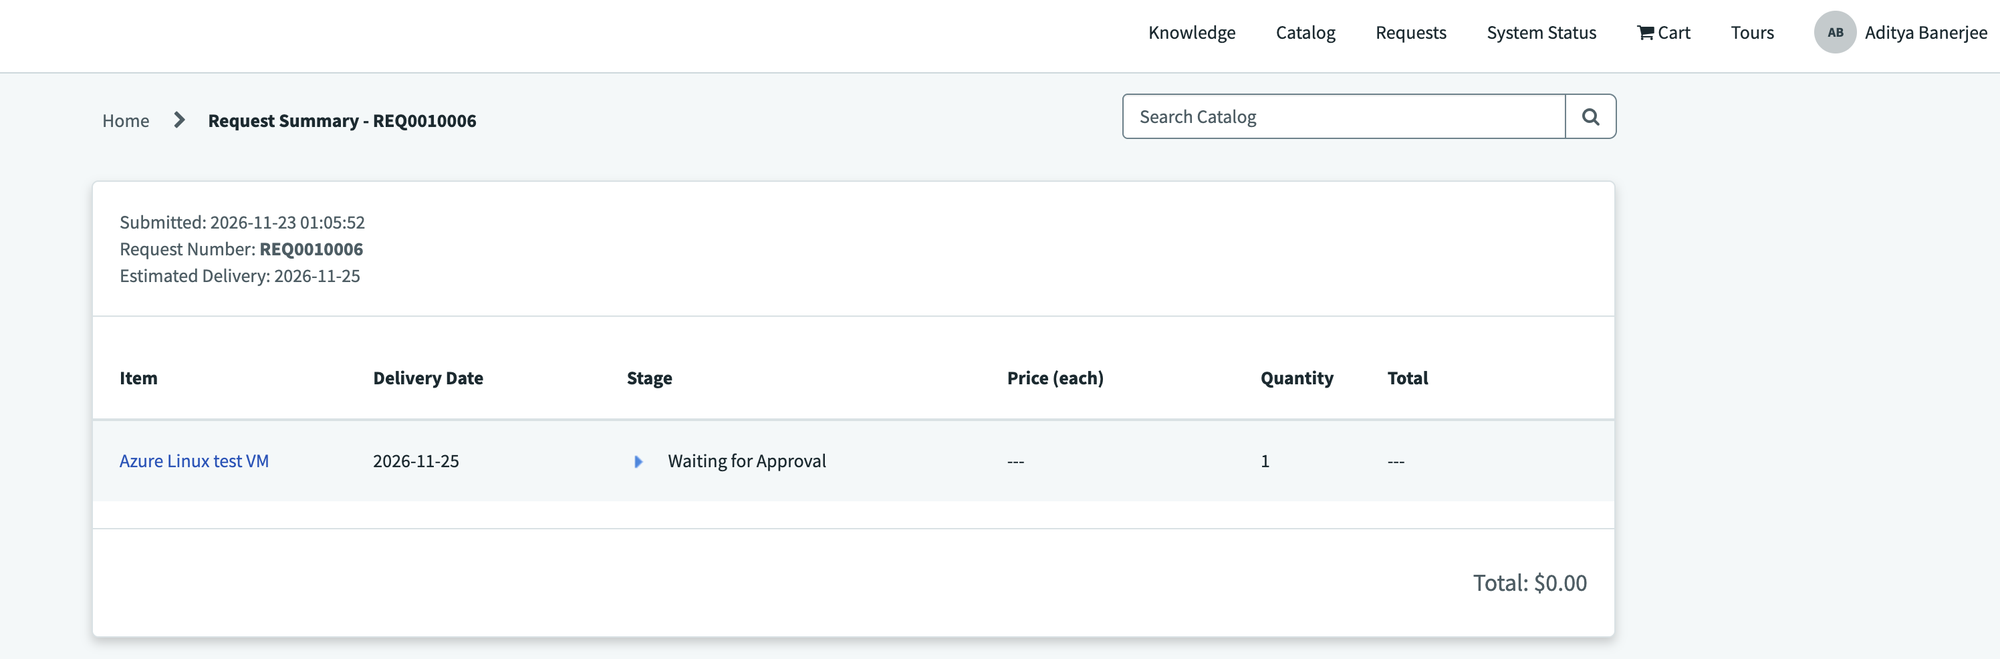 Knowledge Catalog Requests System Status Cart Tours AB Aditya Banerjee
Home Request Summary - REQ0010006
Search Catalog
Submitted: 2026-11-23 01:05:52
Request Number: REQ0010006
Estimated Delivery: 2026-11-25
Item Delivery Date Stage Price (each) Quantity Total
Azure Linux test VM 2026-11-25 Waiting for Approval --- 1 ---
Total: $0.00